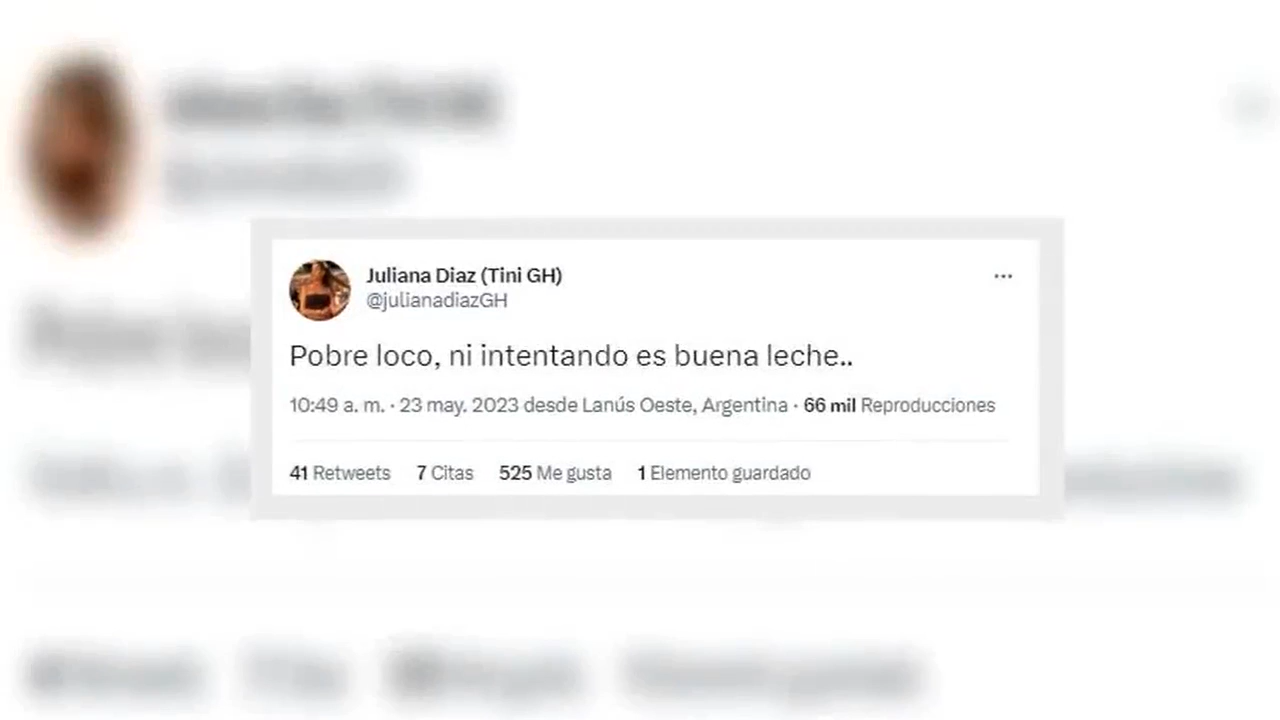 Juliana Diaz (Tini GH)
@julianadiazGH
Pobre loco, ni intentando es buena leche..
10:49 a. m. · 23 may. 2023 desde Lanús Oeste, Argentina · 66 mil Reproducciones
41 Retweets 7 Citas 525 Me gusta 1 Elemento guardado